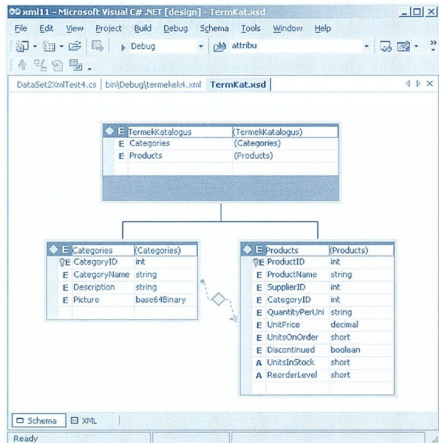 xml11 - Microsoft Visual C# .NET [design] - TermKat.xsd
File Edit View Project Build Debug Schema Tools Window Help
Debug attribu
DataSet2XmlTest4.cs bin\Debug\termekek4.xml TermKat.xsd
E TermekKatalogus (TermekKatalogus)
E Categories (Categories)
E Products (Products)
E Categories (Categories)
E CategoryID int
E CategoryName string
E Description string
E Picture base64Binary
E Products (Products)
E ProductID int
E ProductName string
E SupplierID int
E CategoryID int
E QuantityPerUni string
E UnitPrice decimal
E UnitsOnOrder short
E Discontinued boolean
A UnitsInStock short
A ReorderLevel short
Schema XML
Ready